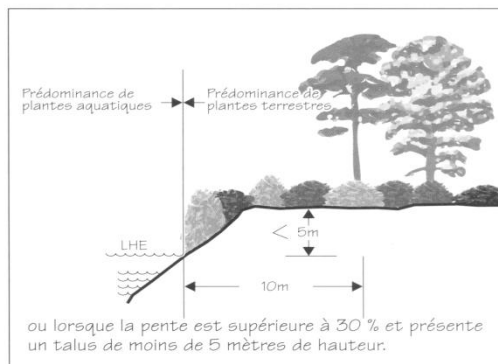 Prédominance de
plantes aquatiques
Prédominance de
plantes terrestres
LHE
< 5m
10m
ou lorsque la pente est supérieure à 30 % et présente
un talus de moins de 5 mètres de hauteur.